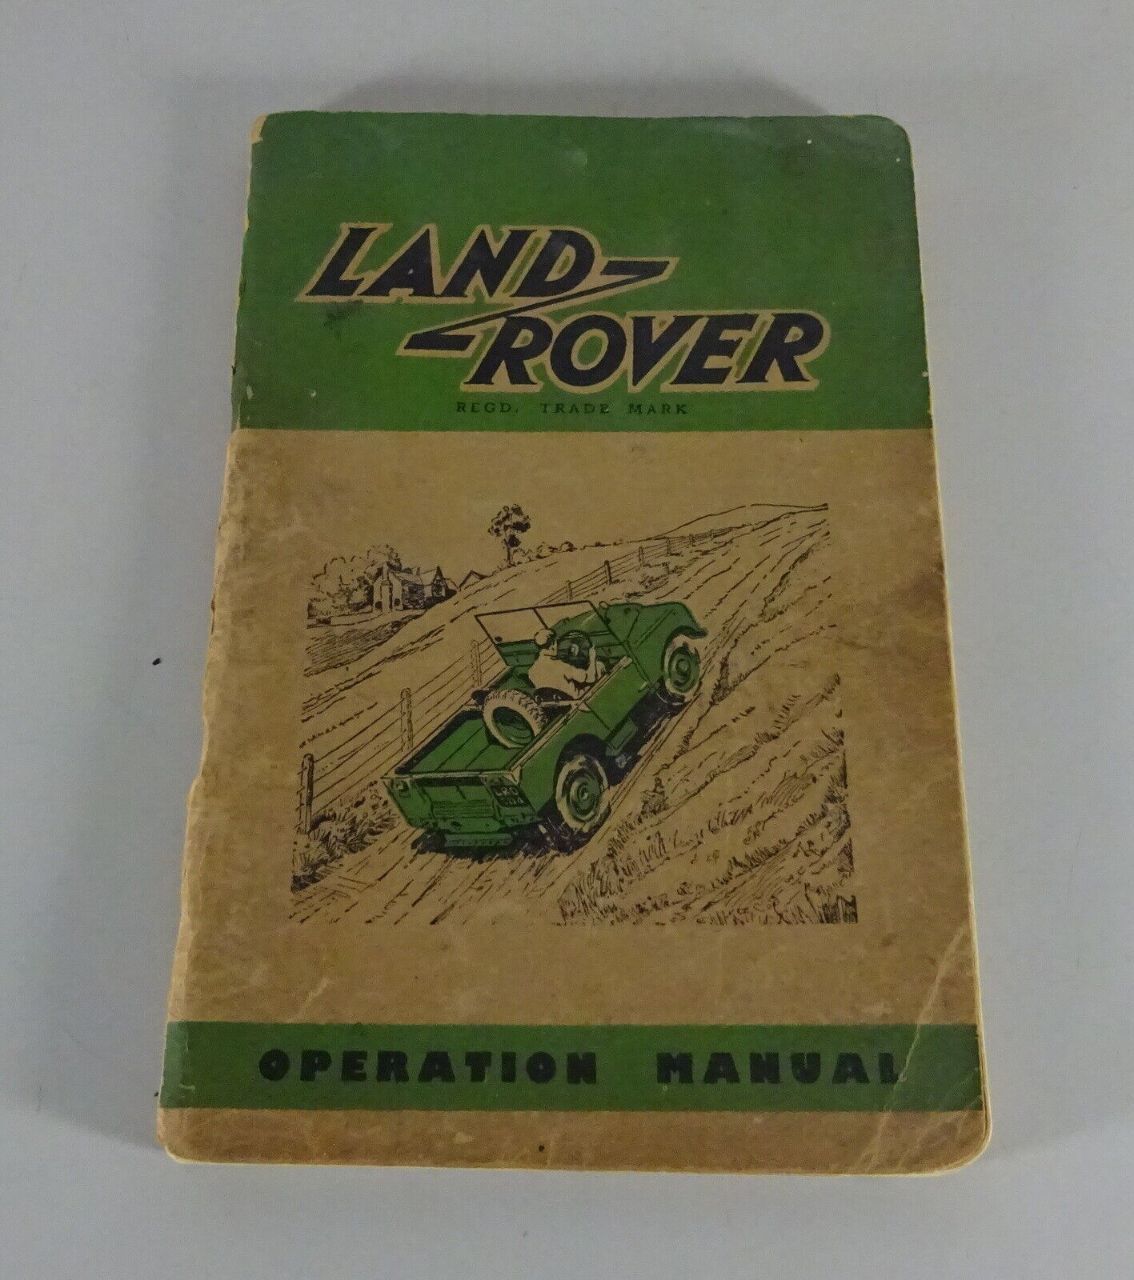 LAND
ROVER
REGD. TRADE MARK
OPERATION MANUAL